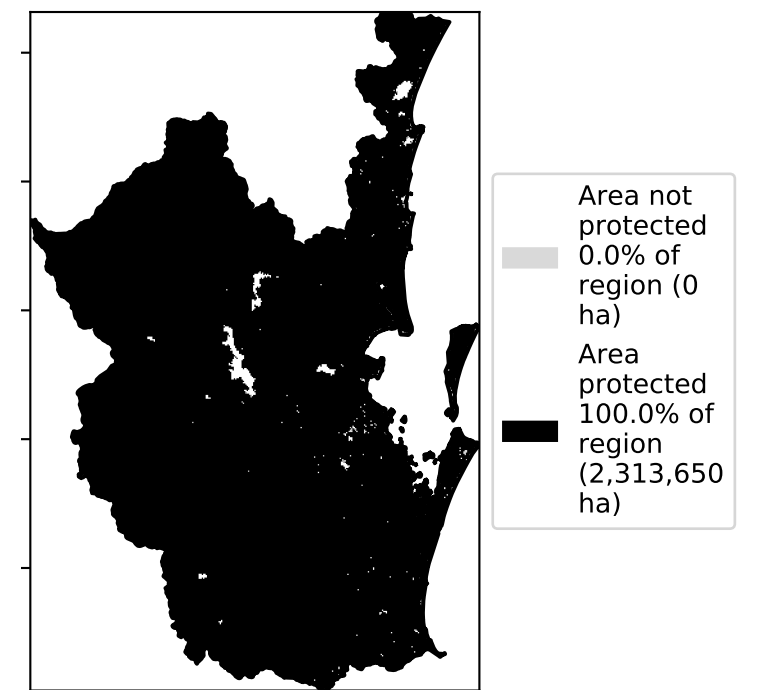 Area not
protected
0.0% of
region (0
ha)
Area
protected
100.0% of
region
(2,313,650
ha)